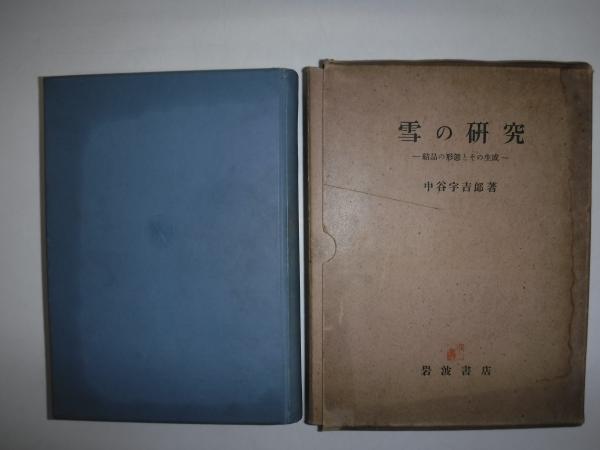 雪の研究
―結晶の形態とその生成―
中谷宇吉郎著
岩波書店